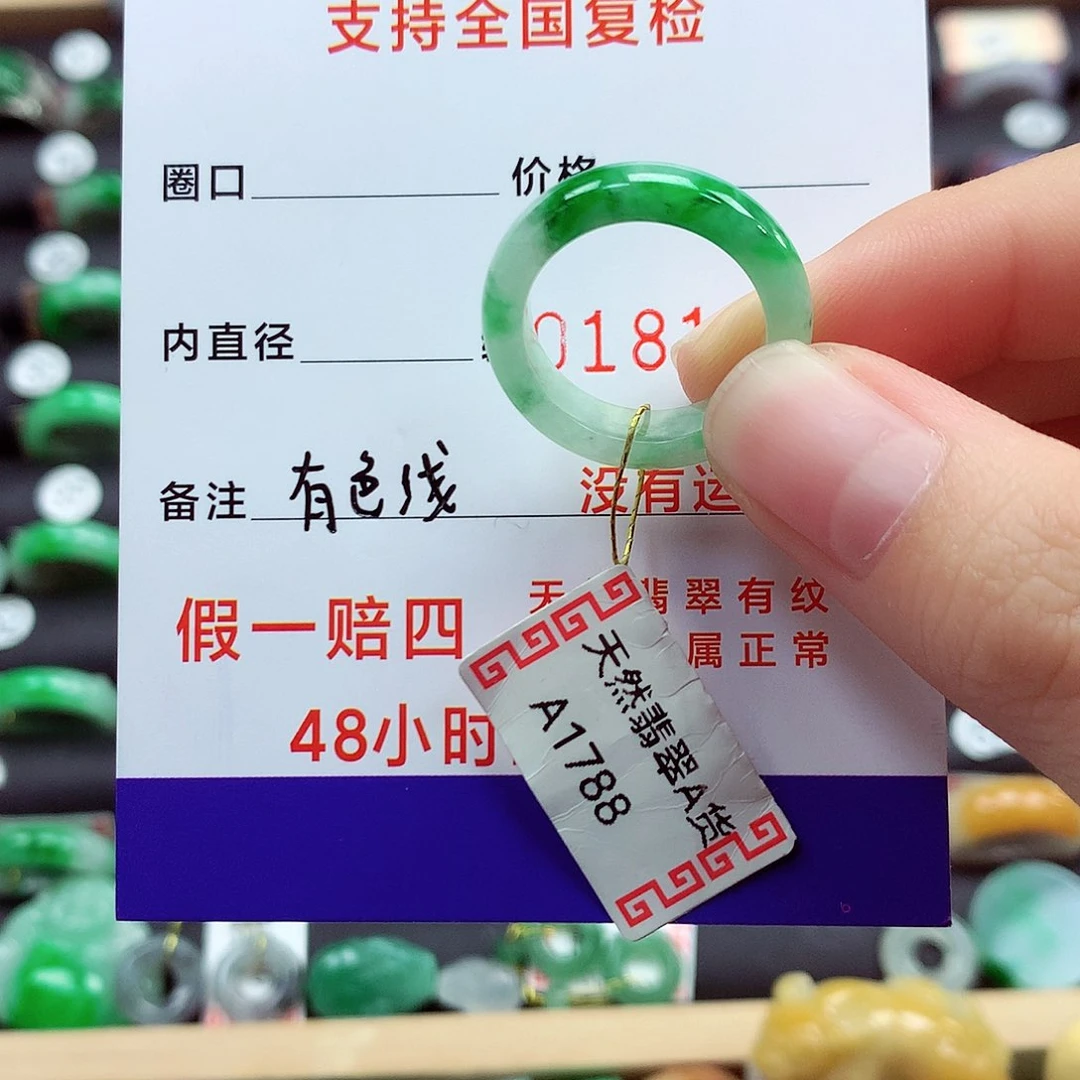 支持全国复检
圈口 价格
内直径 0181
备注 有色线 没有运
假一赔四 天 翡翠有纹
属正常
48小时
天然翡翠A货
A1788